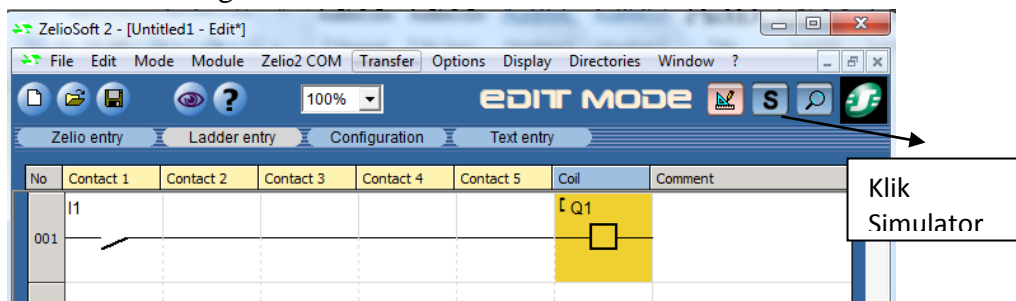 ZelioSoft 2 - [Untitled1 - Edit*]
File Edit Mode Module Zelio2 COM Transfer Options Display Directories Window ?
100% EDIT MODE S
Zelio entry Ladder entry Configuration Text entry
No Contact 1 Contact 2 Contact 3 Contact 4 Contact 5 Coil Comment
I1 [ Q1
001
Klik
Simulator